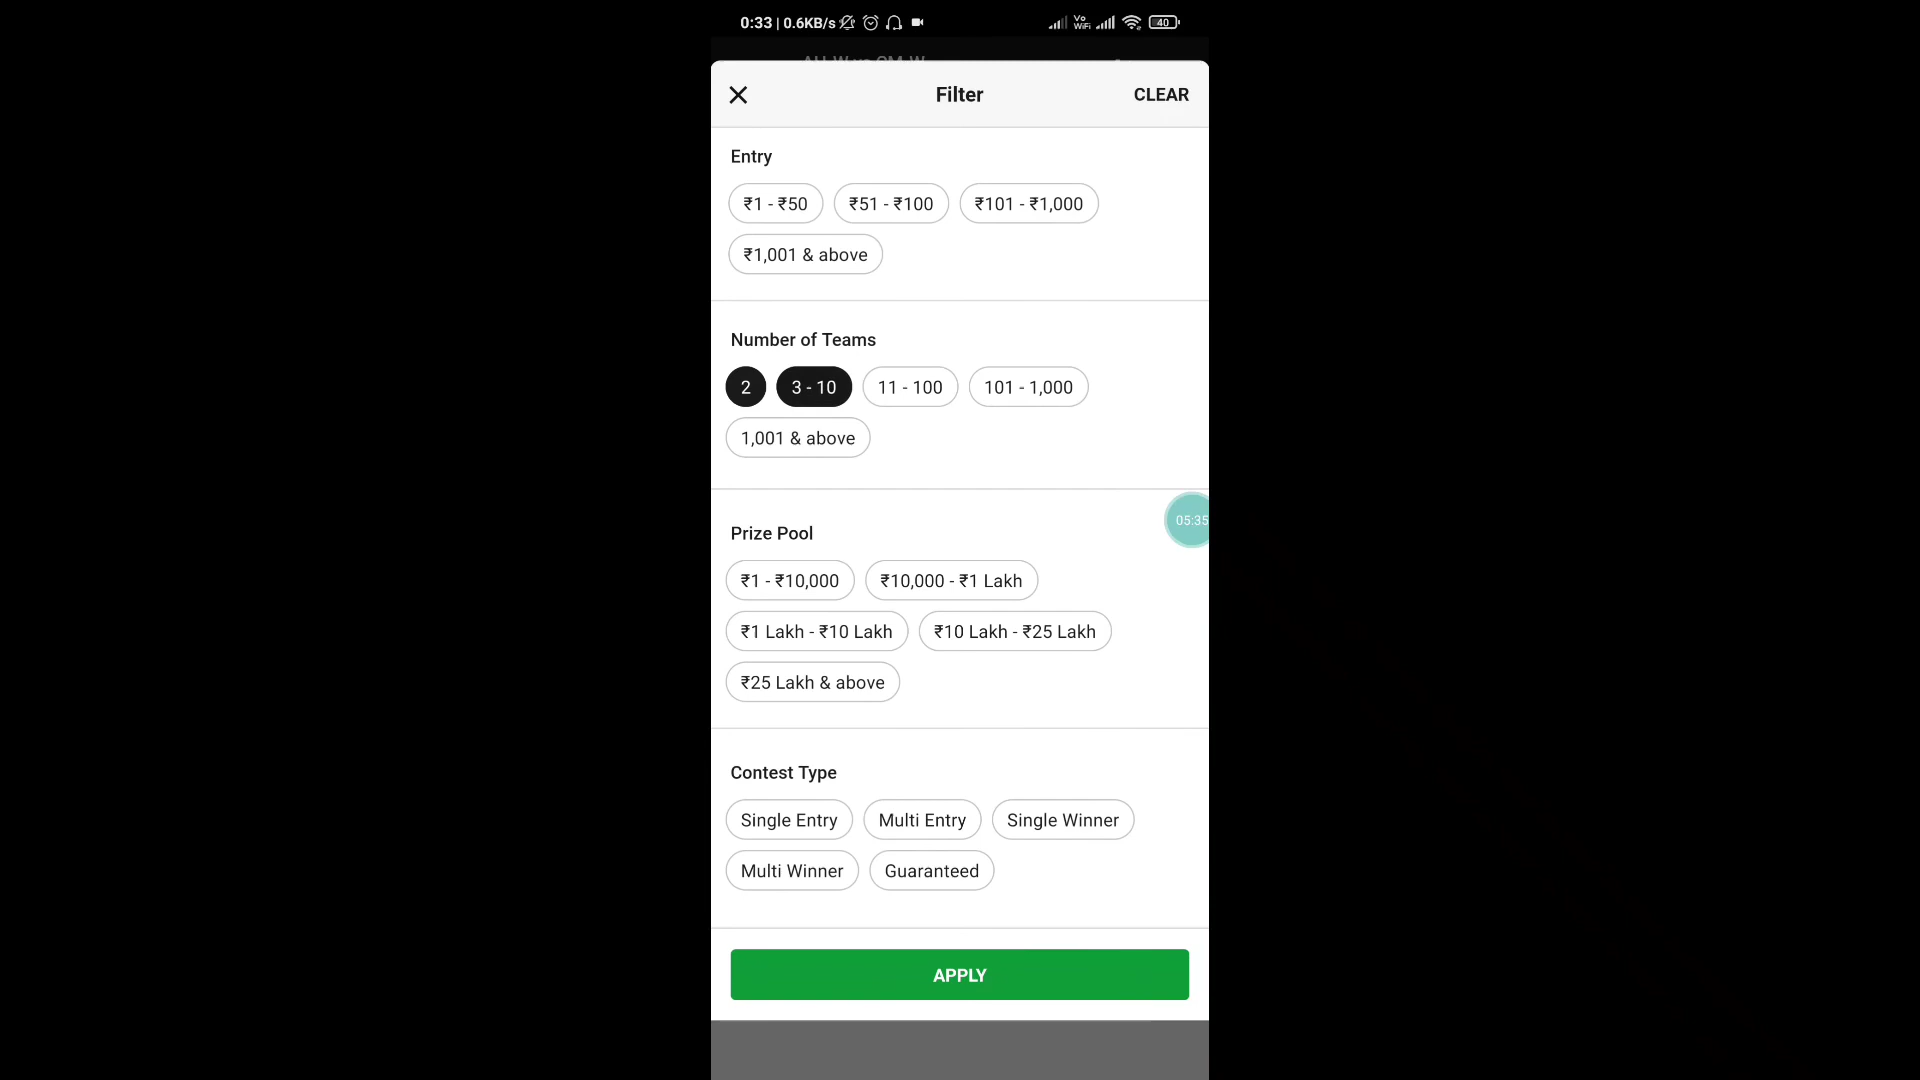 0:33 | 0.6KB/s Vo WiFi 40
Filter CLEAR
Entry
₹1 - ₹50 ₹51 - ₹100 ₹101 - ₹1,000
₹1,001 & above
Number of Teams
2 3 - 10 11 - 100 101 - 1,000
1,001 & above
05:35
Prize Pool
₹1 - ₹10,000 ₹10,000 - ₹1 Lakh
₹1 Lakh - ₹10 Lakh ₹10 Lakh - ₹25 Lakh
₹25 Lakh & above
Contest Type
Single Entry Multi Entry Single Winner
Multi Winner Guaranteed
APPLY